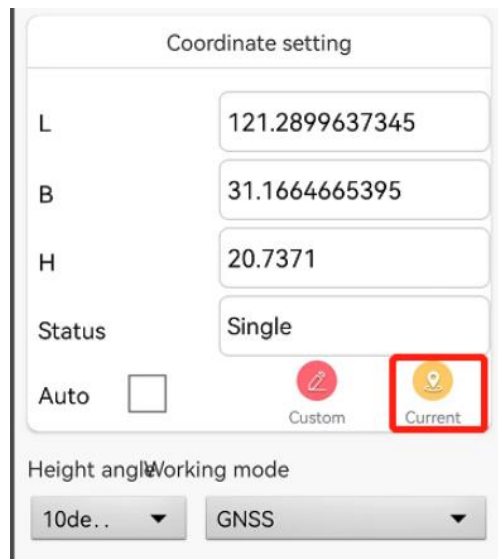 Coordinate setting
L 121.2899637345
B 31.1664665395
H 20.7371
Status Single
Auto
Custom Current
Height angle Working mode
10de.. GNSS